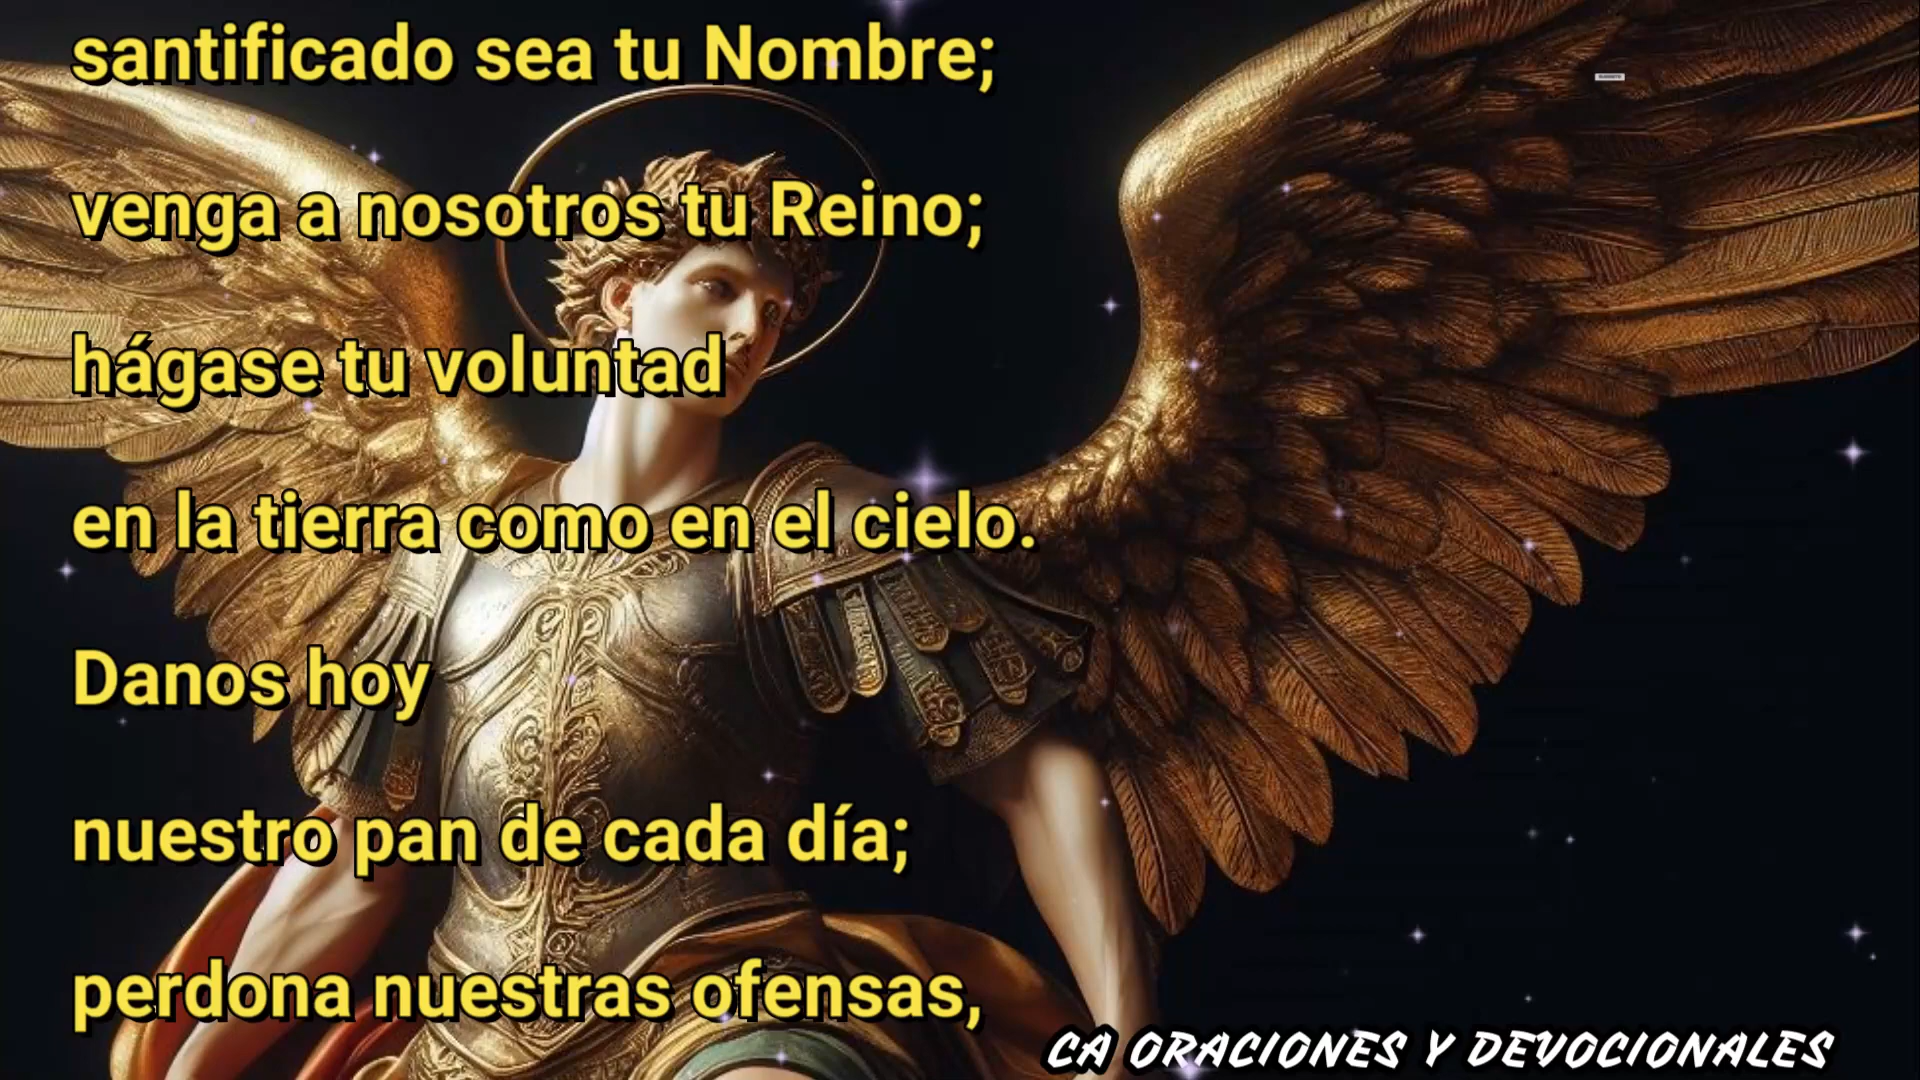 santificado sea tu Nombre;
venga a nosotros tu Reino;
hágase tu voluntad
en la tierra como en el cielo.
Danos hoy
nuestro pan de cada día;
perdona nuestras ofensas,
CA ORACIONES Y DEVOCIONALES